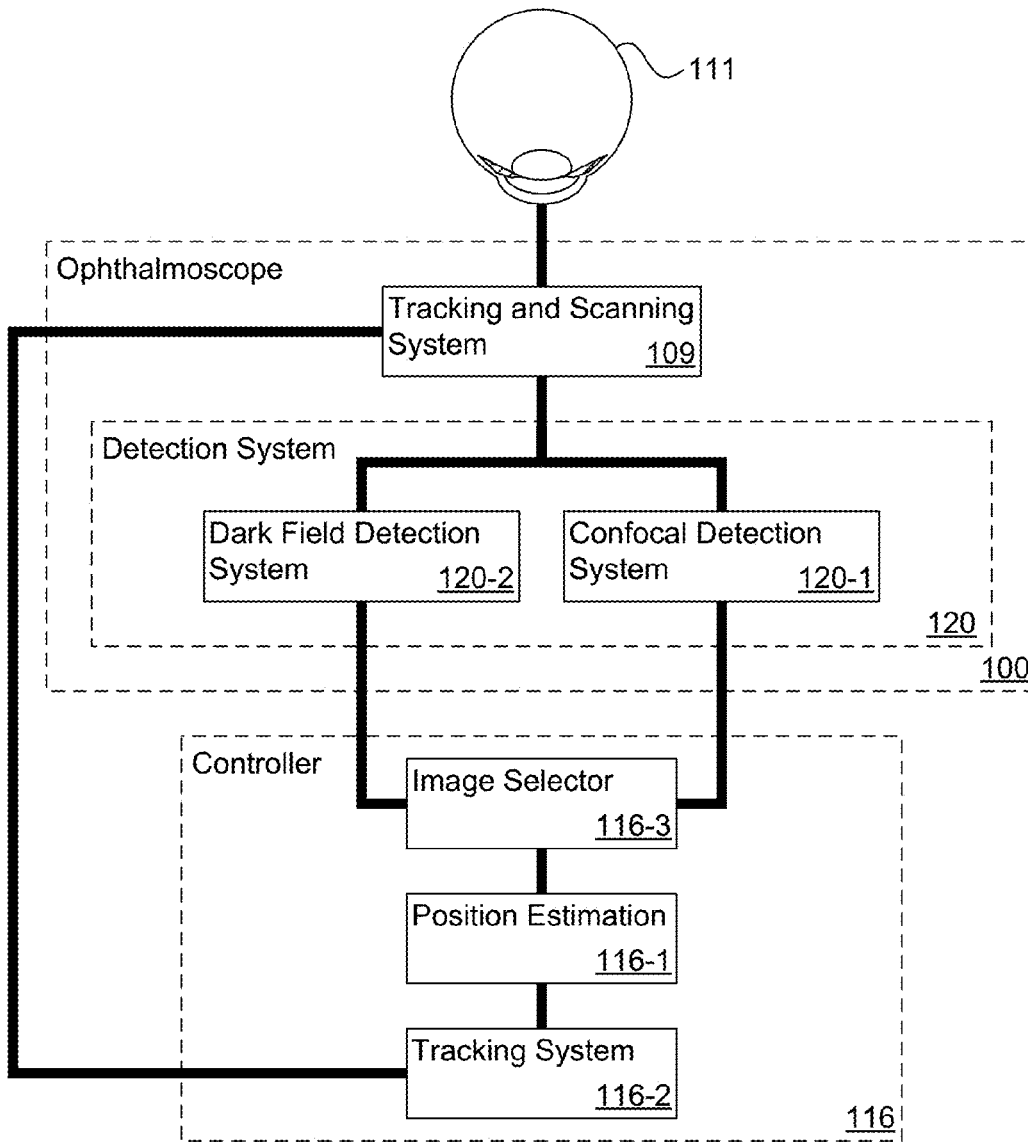 111
Ophthalmoscope
Tracking and Scanning
System
109
Detection System
Dark Field Detection
System
120-2
Confocal Detection
System
120-1
120
100
Controller
Image Selector
116-3
Position Estimation
116-1
Tracking System
116-2
116